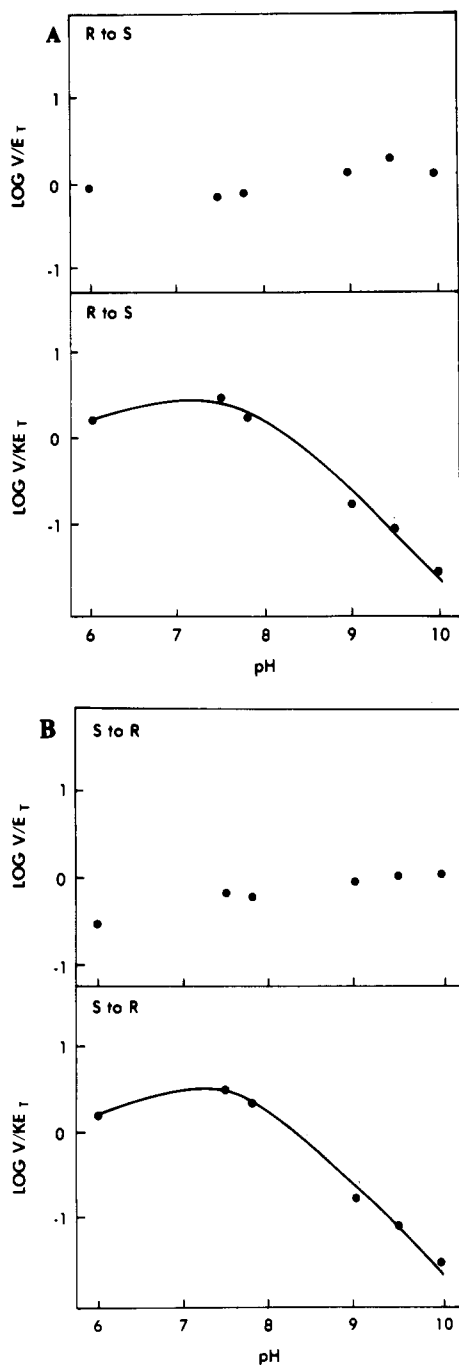 A
R to S
LOG V/E T
1
0
-1
R to S
LOG V/KE T
1
0
-1
6 7 8 9 10
pH
B
S to R
LOG V/E T
1
0
-1
S to R
LOG V/KE T
1
0
-1
6 7 8 9 10
pH